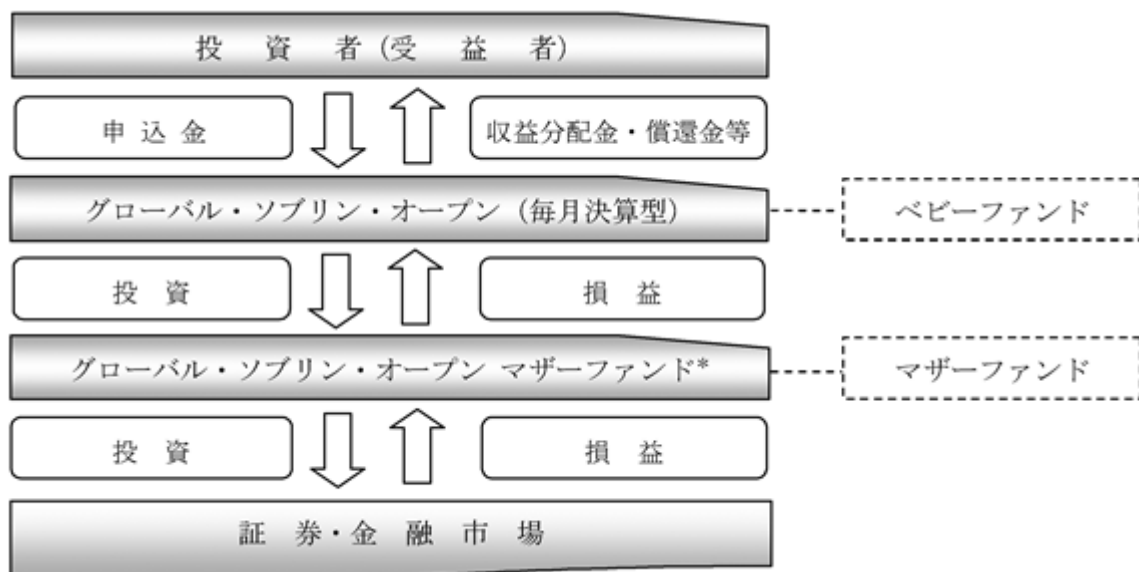 投資者(受益者)
申込金
収益分配金・償還金等
グローバル・ソブリン・オープン(毎月決算型)
ベビーファンド
投資
損益
グローバル・ソブリン・オープン マザーファンド*
マザーファンド
投資
損益
証券・金融市場